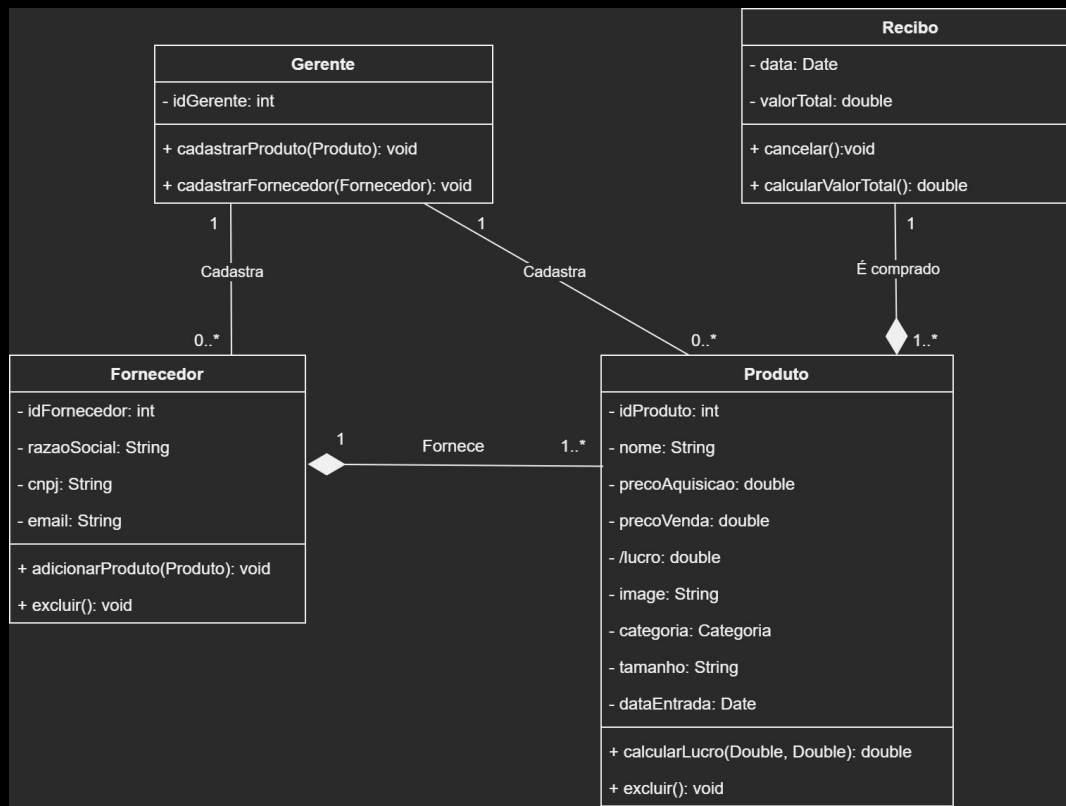 Gerente
- idGerente: int
+ cadastrarProduto(Produto): void
+ cadastrarFornecedor(Fornecedor): void
Recibo
- data: Date
- valorTotal: double
+ cancelar():void
+ calcularValorTotal(): double
1
Cadastra
0..*
1
Cadastra
0..*
1
É comprado
1..*
Fornecedor
- idFornecedor: int
- razaoSocial: String
- cnpj: String
- email: String
+ adicionarProduto(Produto): void
+ excluir(): void
1
Fornece
1..*
Produto
- idProduto: int
- nome: String
- precoAquisicao: double
- precoVenda: double
- /lucro: double
- image: String
- categoria: Categoria
- tamanho: String
- dataEntrada: Date
+ calcularLucro(Double, Double): double
+ excluir(): void